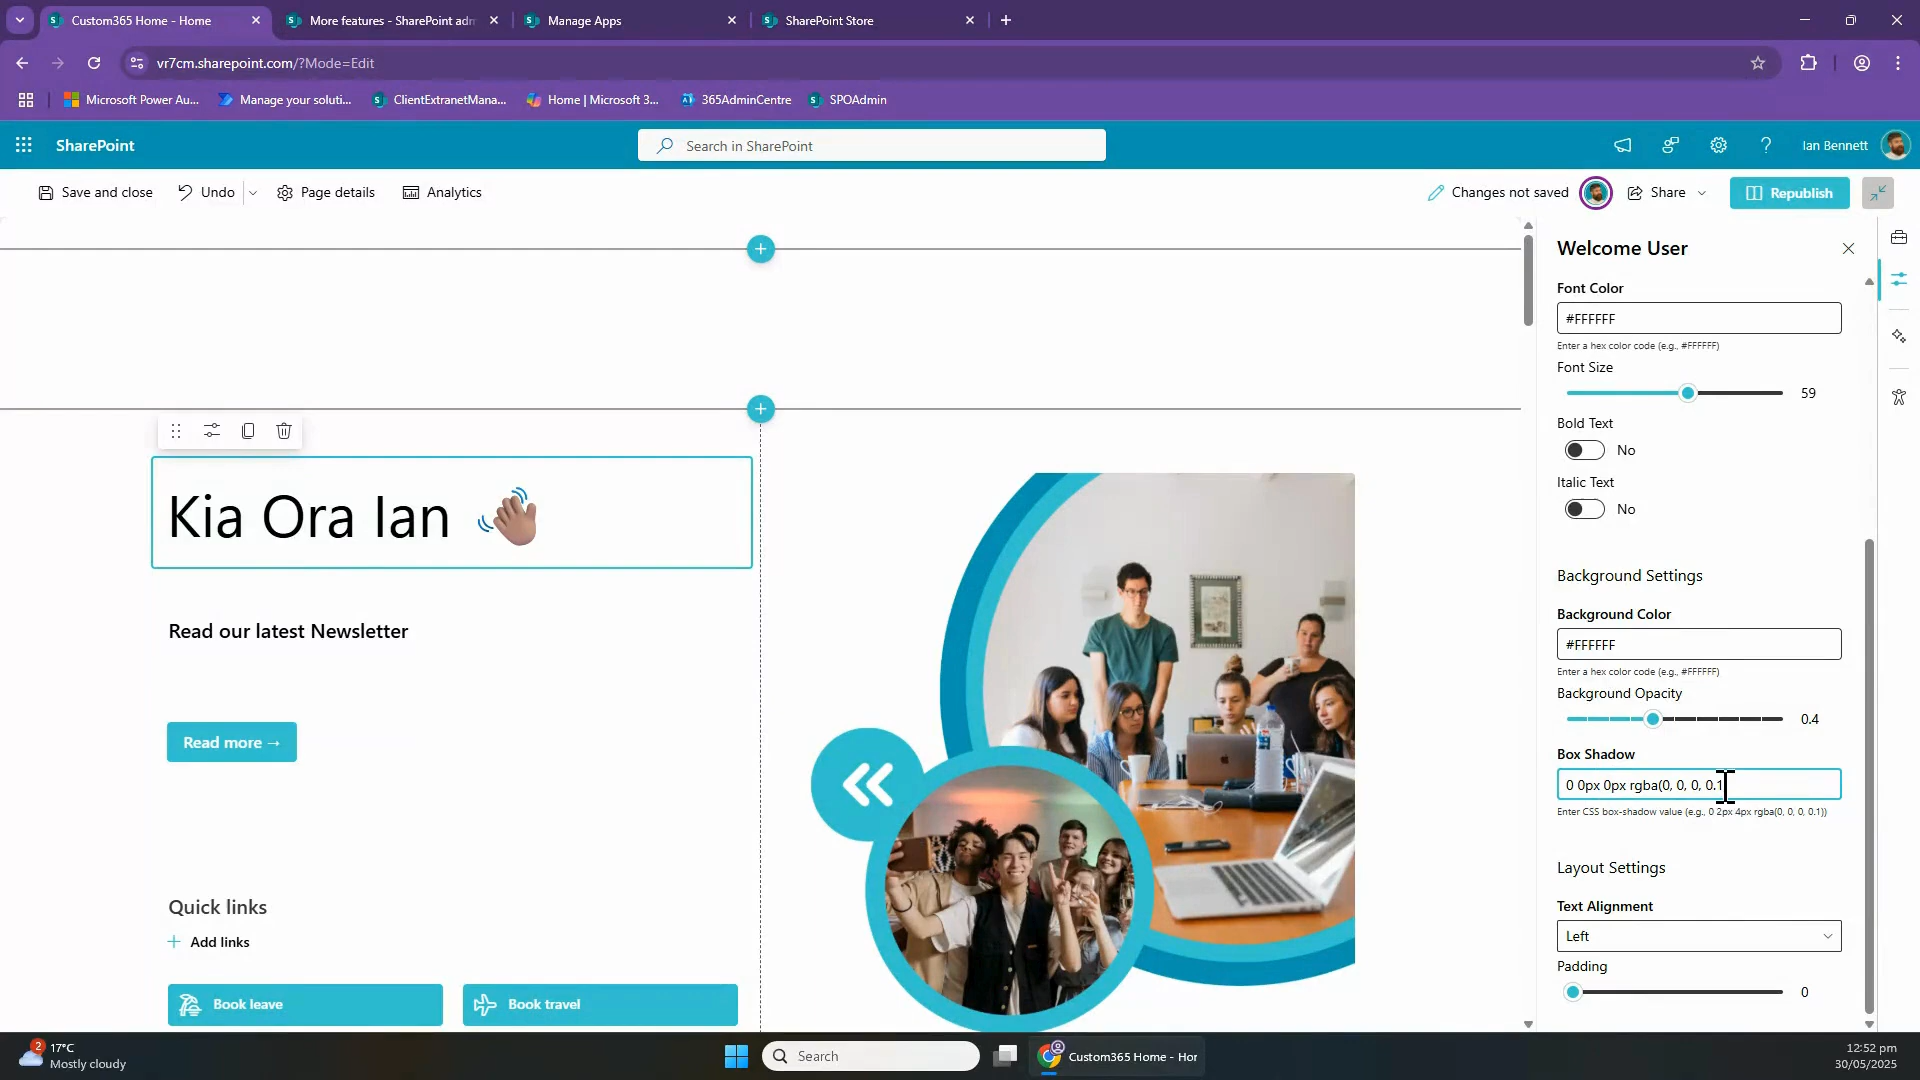 Custom365 Home - Home
More features - SharePoint adm
Manage Apps
SharePoint Store
vr7cm.sharepoint.com/?Mode=Edit
Microsoft Power Au...
Manage your soluti...
ClientExtranetMana...
Home | Microsoft 3...
365AdminCentre
SPOAdmin
SharePoint
Search in SharePoint
Ian Bennett
Save and close
Undo
Page details
Analytics
Changes not saved
Share
Republish
Kia Ora Ian
Read our latest Newsletter
Read more →
Quick links
Add links
Book leave
Book travel
Welcome User
Font Color
#FFFFFF
Enter a hex color code (e.g., #FFFFFF)
Font Size
59
Bold Text
No
Italic Text
No
Background Settings
Background Color
#FFFFFF
Enter a hex color code (e.g., #FFFFFF)
Background Opacity
0.4
Box Shadow
0 0px 0px rgba(0, 0, 0, 0.1
Enter CSS box-shadow value (e.g., 0 2px 4px rgba(0, 0, 0, 0.1))
Layout Settings
Text Alignment
Left
Padding
0
2
17°C
Mostly cloudy
Search
Custom365 Home - Hor
12:52 pm
30/05/2025